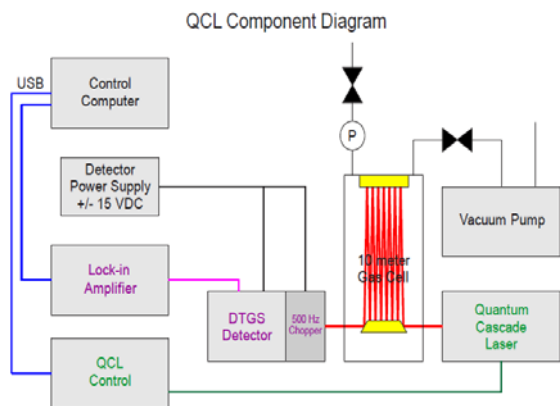 QCL Component Diagram
USB
Control
Computer
P
Detector
Power Supply
+/- 15 VDC
Vacuum Pump
10 meter
Gas Cell
Lock-in
Amplifier
DTGS
Detector
500 Hz
Chopper
Quantum
Cascade
Laser
QCL
Control